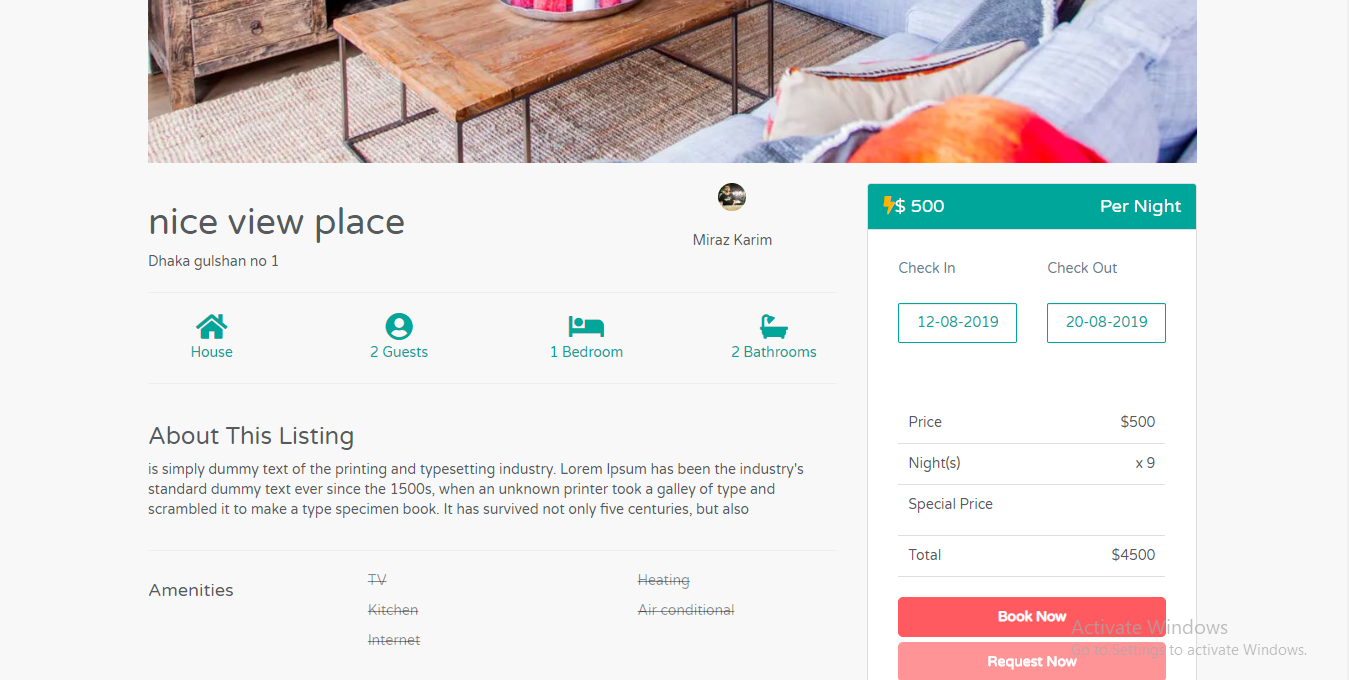 nice view place
Dhaka gulshan no 1
Miraz Karim
House
2 Guests
1 Bedroom
2 Bathrooms
About This Listing
is simply dummy text of the printing and typesetting industry. Lorem Ipsum has been the industry's
standard dummy text ever since the 1500s, when an unknown printer took a galley of type and
scrambled it to make a type specimen book. It has survived not only five centuries, but also
Amenities
TV
Kitchen
Internet
Heating
Air conditional
$ 500 Per Night
Check In Check Out
12-08-2019 20-08-2019
Price $500
Night(s) x 9
Special Price
Total $4500
Book Now
Request Now
Activate Windows
Go to Settings to activate Windows.